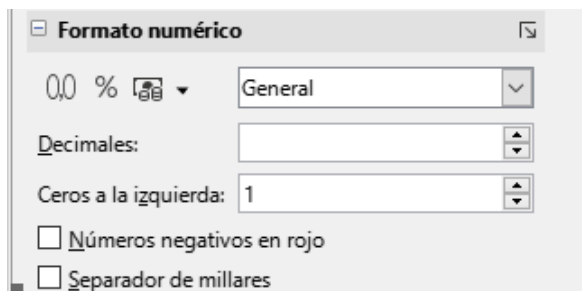 Formato numérico
0,0 % General
Decimales:
Ceros a la izquierda: 1
Números negativos en rojo
Separador de millares